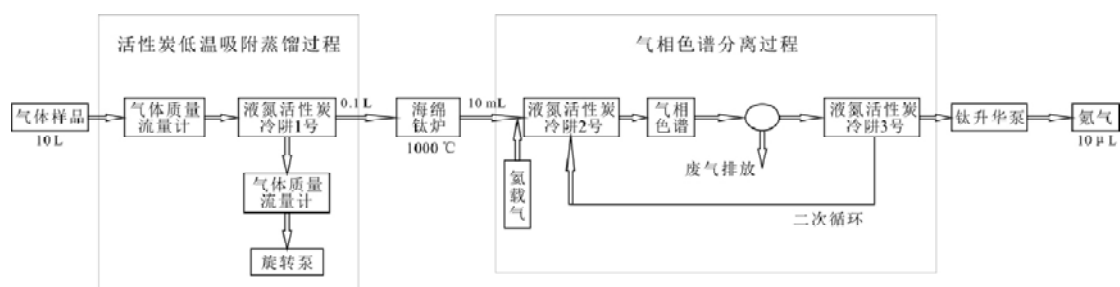 活性炭低温吸附蒸馏过程
气相色谱分离过程
气体样品
10 L
气体质量
流量计
液氮活性炭
冷阱1号
0.1 L
海绵
钛炉
1000 ℃
10 mL
液氮活性炭
冷阱2号
气相
色谱
液氮活性炭
冷阱3号
钛升华泵
氪气
10 μL
气体质量
流量计
旋转泵
氦载气
废气排放
二次循环